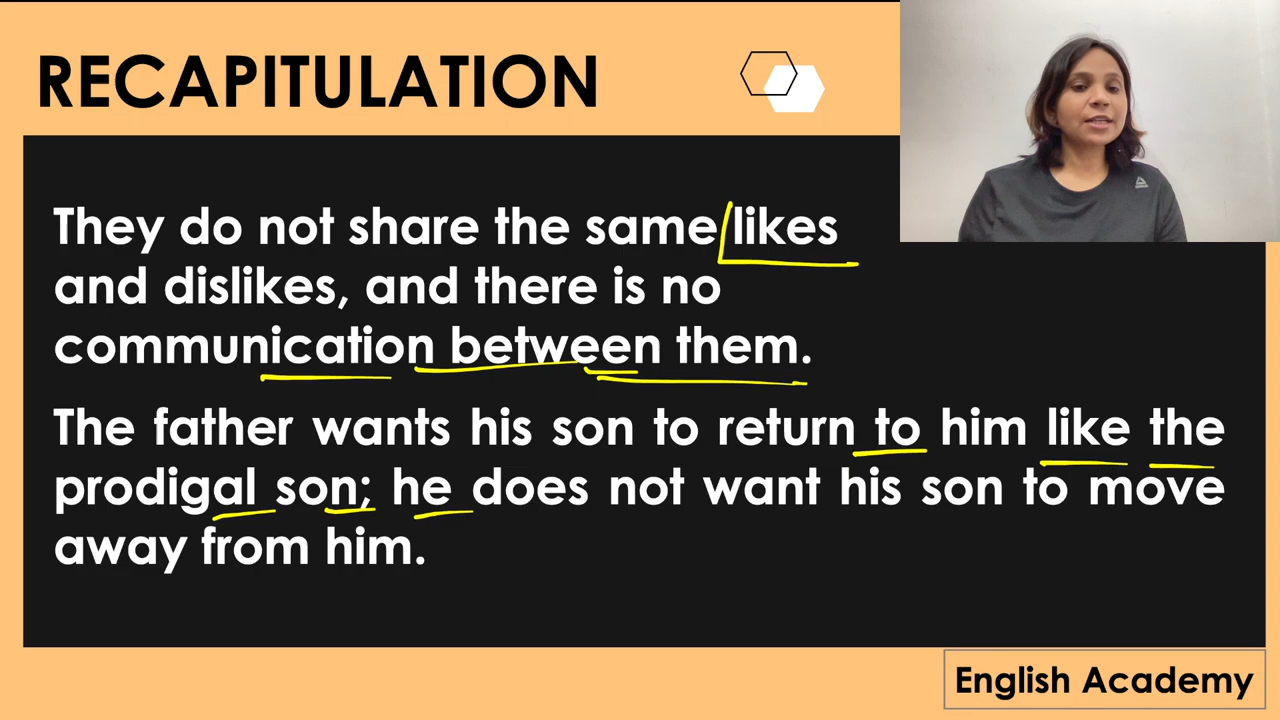 RECAPITULATION
They do not share the same likes
and dislikes, and there is no
communication between them.
The father wants his son to return to him like the
prodigal son; he does not want his son to move
away from him.
English Academy